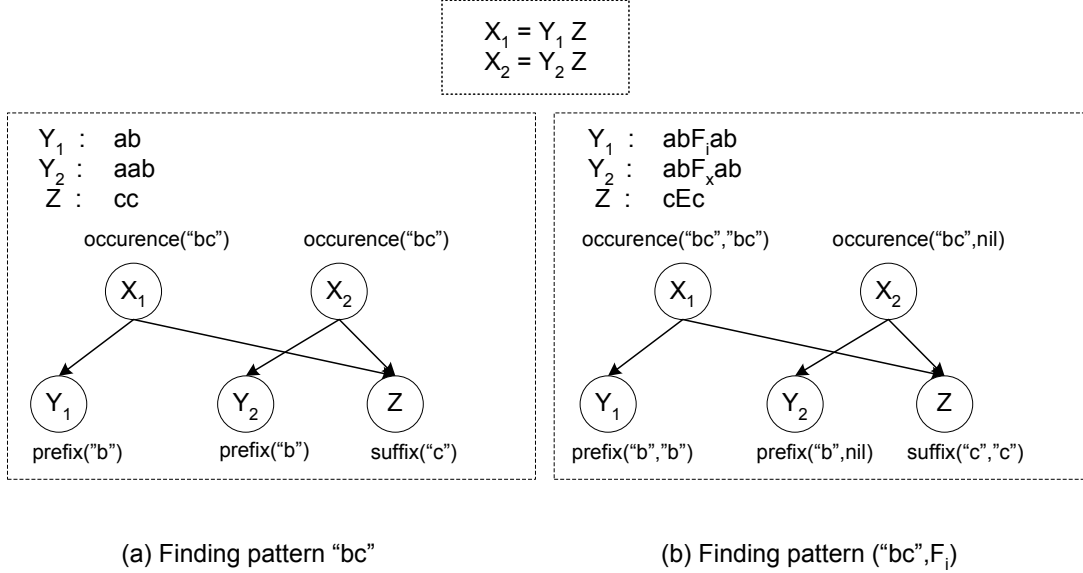 X₁ = Y₁ Z
X₂ = Y₂ Z
Y₁ : ab
Y₂ : aab
Z : cc
occurence(“bc”) occurence(“bc”)
X₁ X₂
Y₁ Y₂ Z
prefix(”b”) prefix(“b”) suffix(“c”)
(a) Finding pattern “bc”
Y₁ : abFᵢab
Y₂ : abFₓab
Z : cEc
occurence(“bc”,”bc”) occurence(“bc”,nil)
X₁ X₂
Y₁ Y₂ Z
prefix(“b”,“b”) prefix(“b”,nil) suffix(“c”,”c”)
(b) Finding pattern (“bc”,Fᵢ)